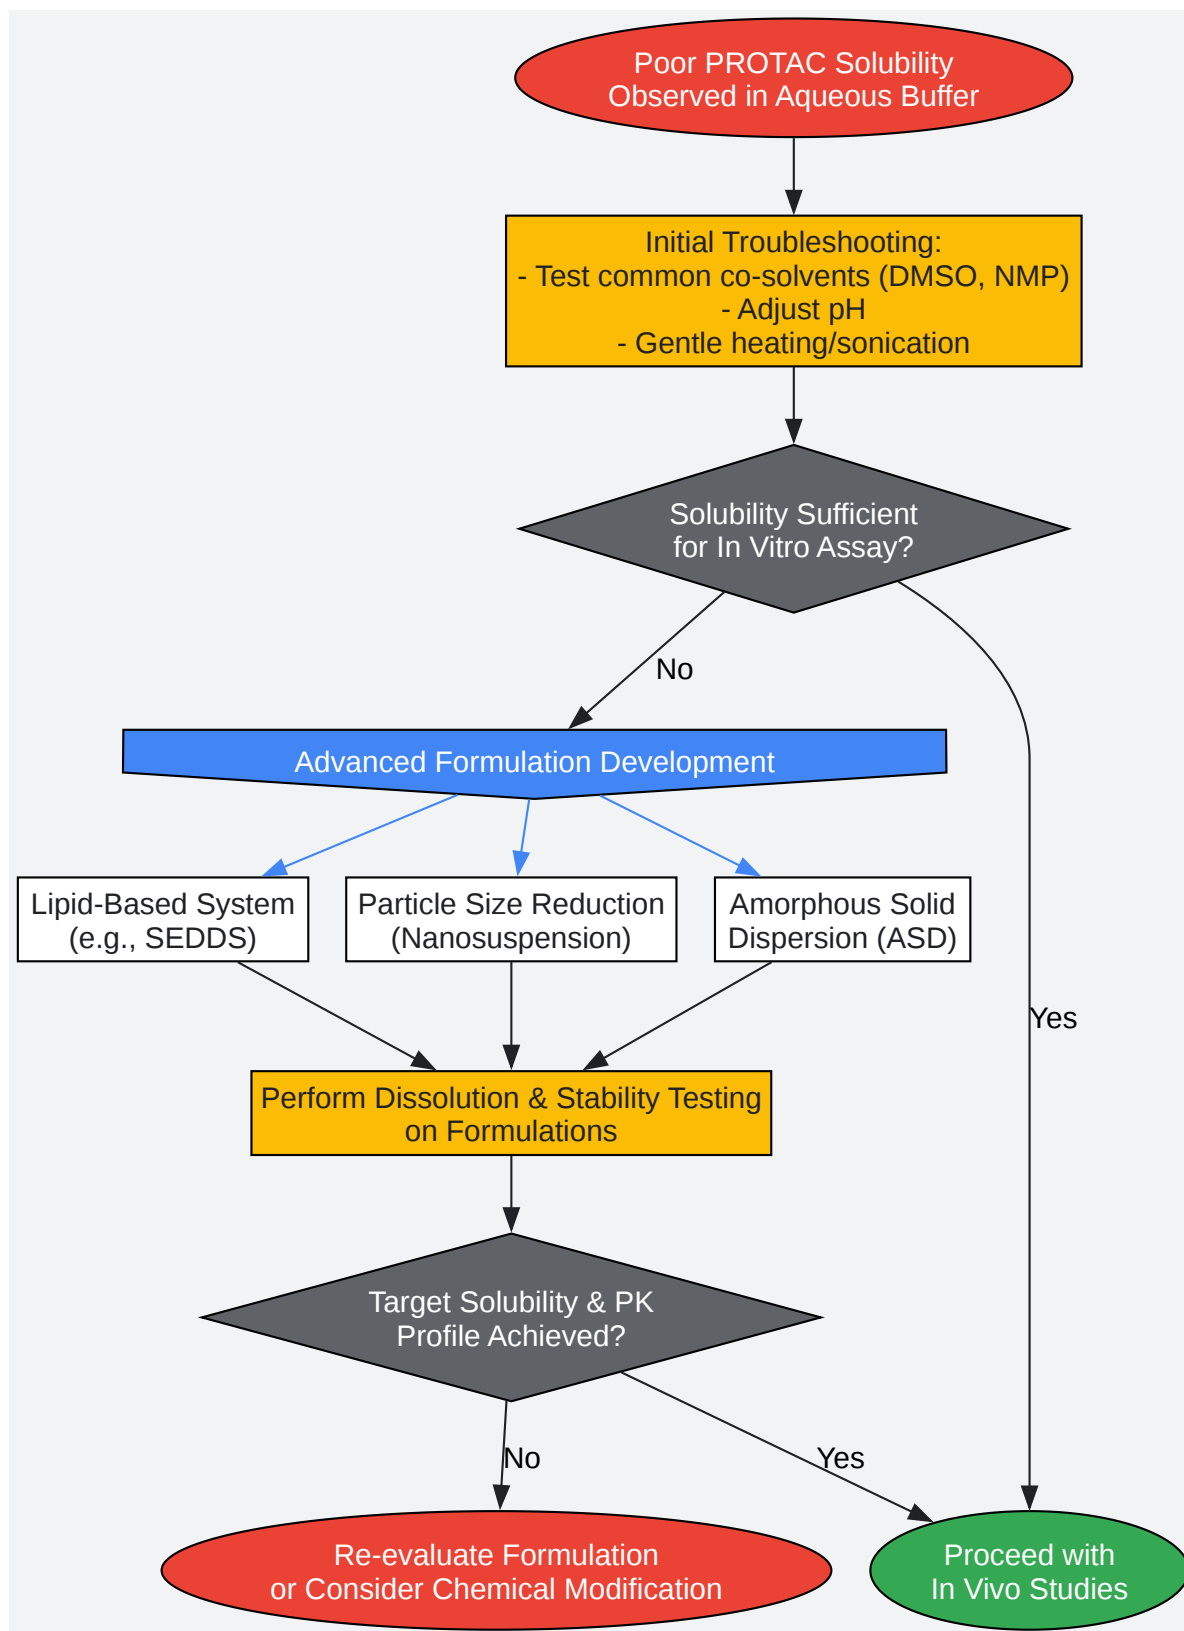 Poor PROTAC Solubility
Observed in Aqueous Buffer
Initial Troubleshooting:
- Test common co-solvents (DMSO, NMP)
- Adjust pH
- Gentle heating/sonication
Solubility Sufficient
for In Vitro Assay?
No
Advanced Formulation Development
Lipid-Based System
(e.g., SEDDS)
Particle Size Reduction
(Nanosuspension)
Amorphous Solid
Dispersion (ASD)
Yes
Perform Dissolution & Stability Testing
on Formulations
Target Solubility & PK
Profile Achieved?
No
Yes
Re-evaluate Formulation
or Consider Chemical Modification
Proceed with
In Vivo Studies